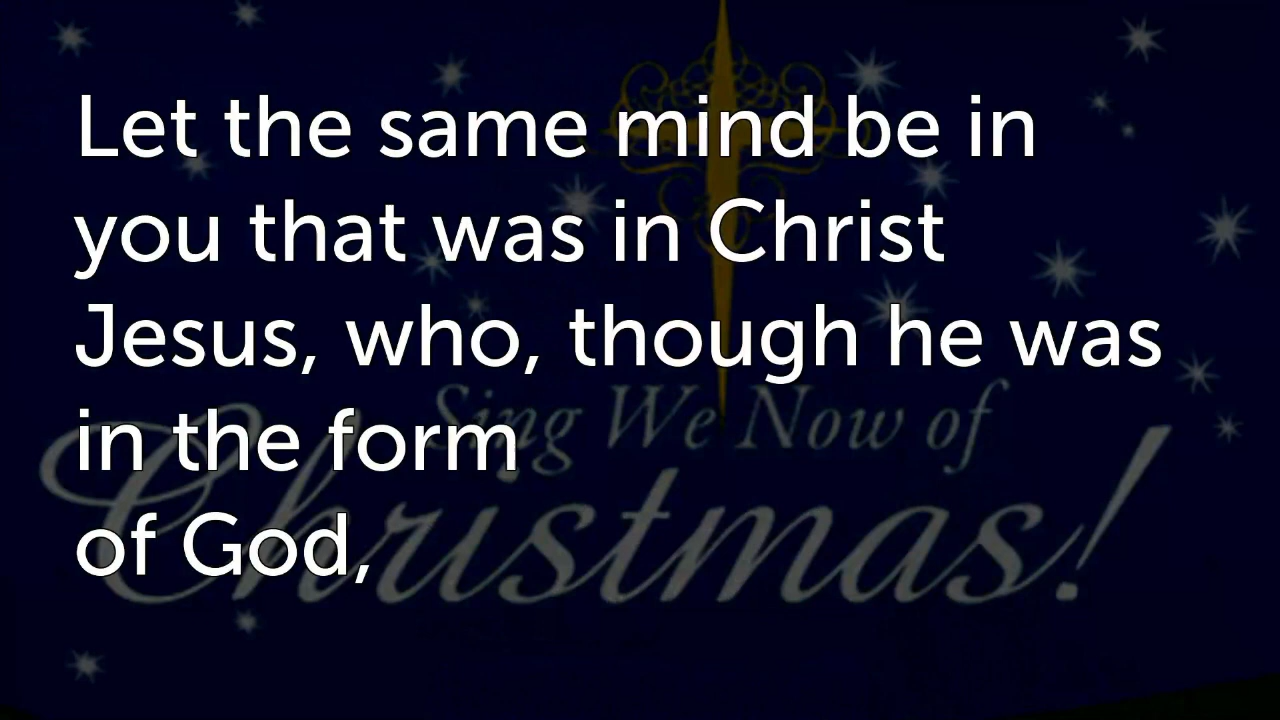 Let the same mind be in
you that was in Christ
Jesus, who, though he was
in the form
of God,
Sing We Now of
Christmas!